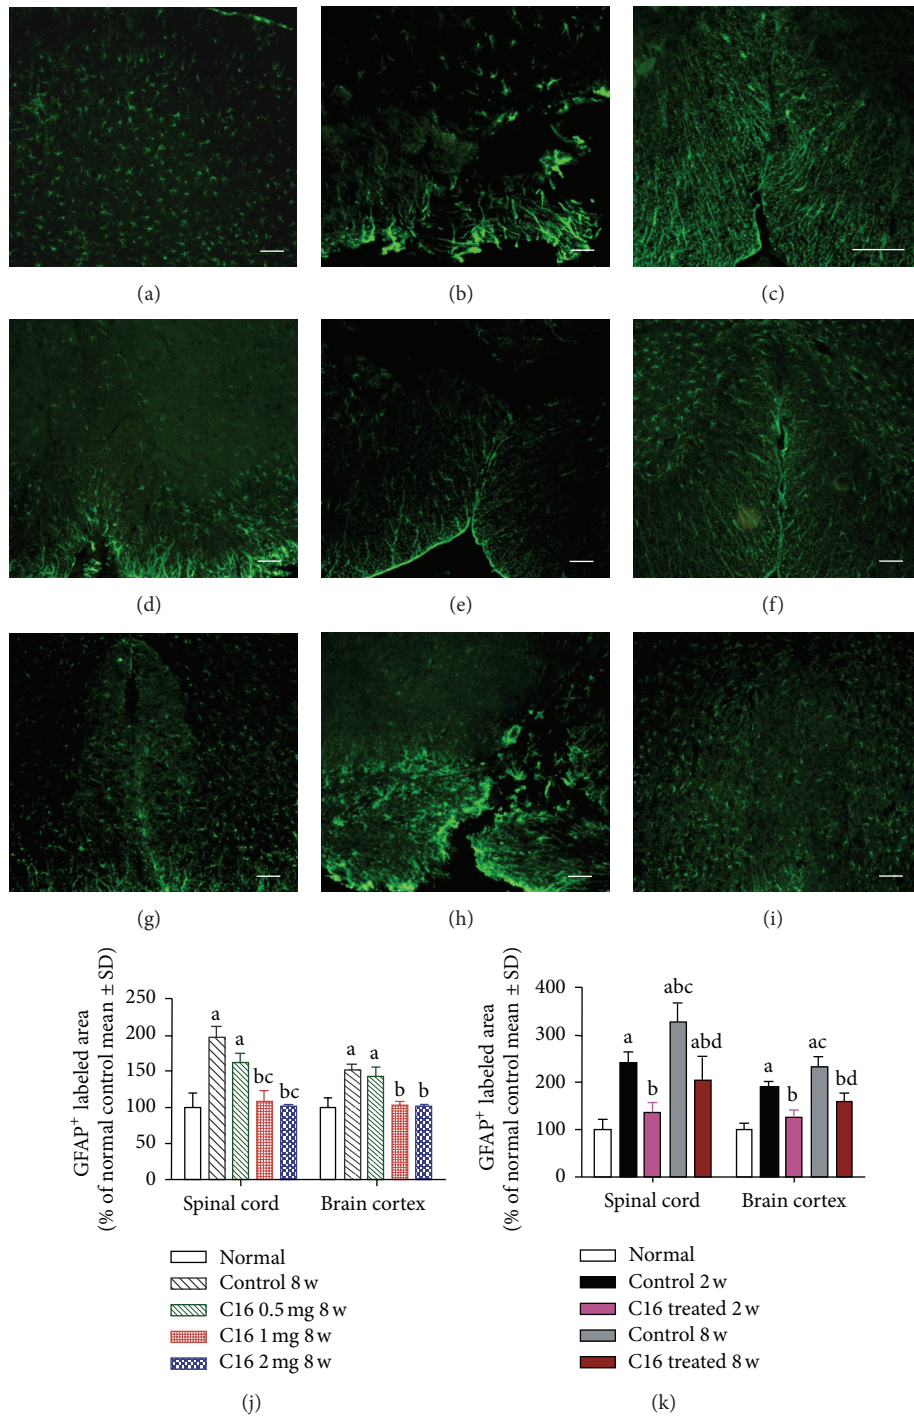 (a)
(b)
(c)
(d)
(e)
(f)
(g)
(h)
(i)
GFAP⁺ labeled area
(% of normal control mean ± SD)
250
200
150
100
50
0
a
a
bc
bc
a
a
b
b
Spinal cord
Brain cortex
Normal
Control 8 w
C16 0.5 mg 8 w
C16 1 mg 8 w
C16 2 mg 8 w
(j)
GFAP⁺ labeled area
(% of normal control mean ± SD)
400
300
200
100
0
a
b
abc
abd
a
b
ac
bd
Spinal cord
Brain cortex
Normal
Control 2 w
C16 treated 2 w
Control 8 w
C16 treated 8 w
(k)